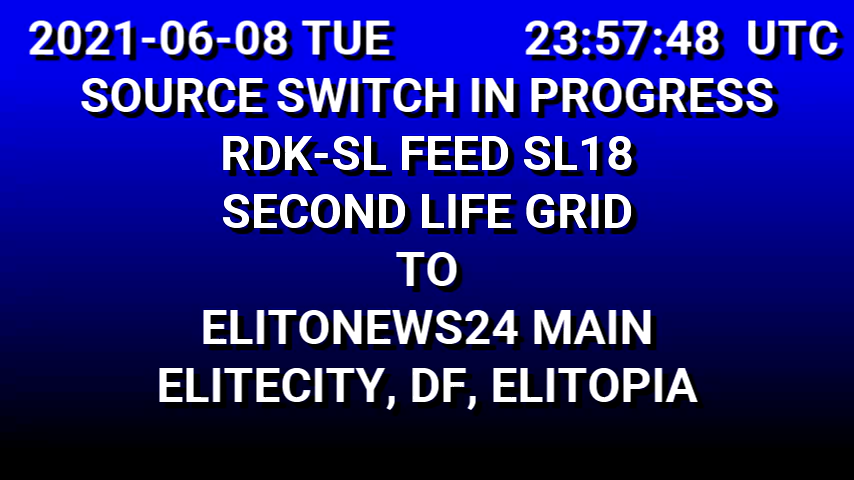 2021-06-08 TUE 23:57:48 UTC
SOURCE SWITCH IN PROGRESS
RDK-SL FEED SL18
SECOND LIFE GRID
TO
ELITONEWS24 MAIN
ELITECITY, DF, ELITOPIA